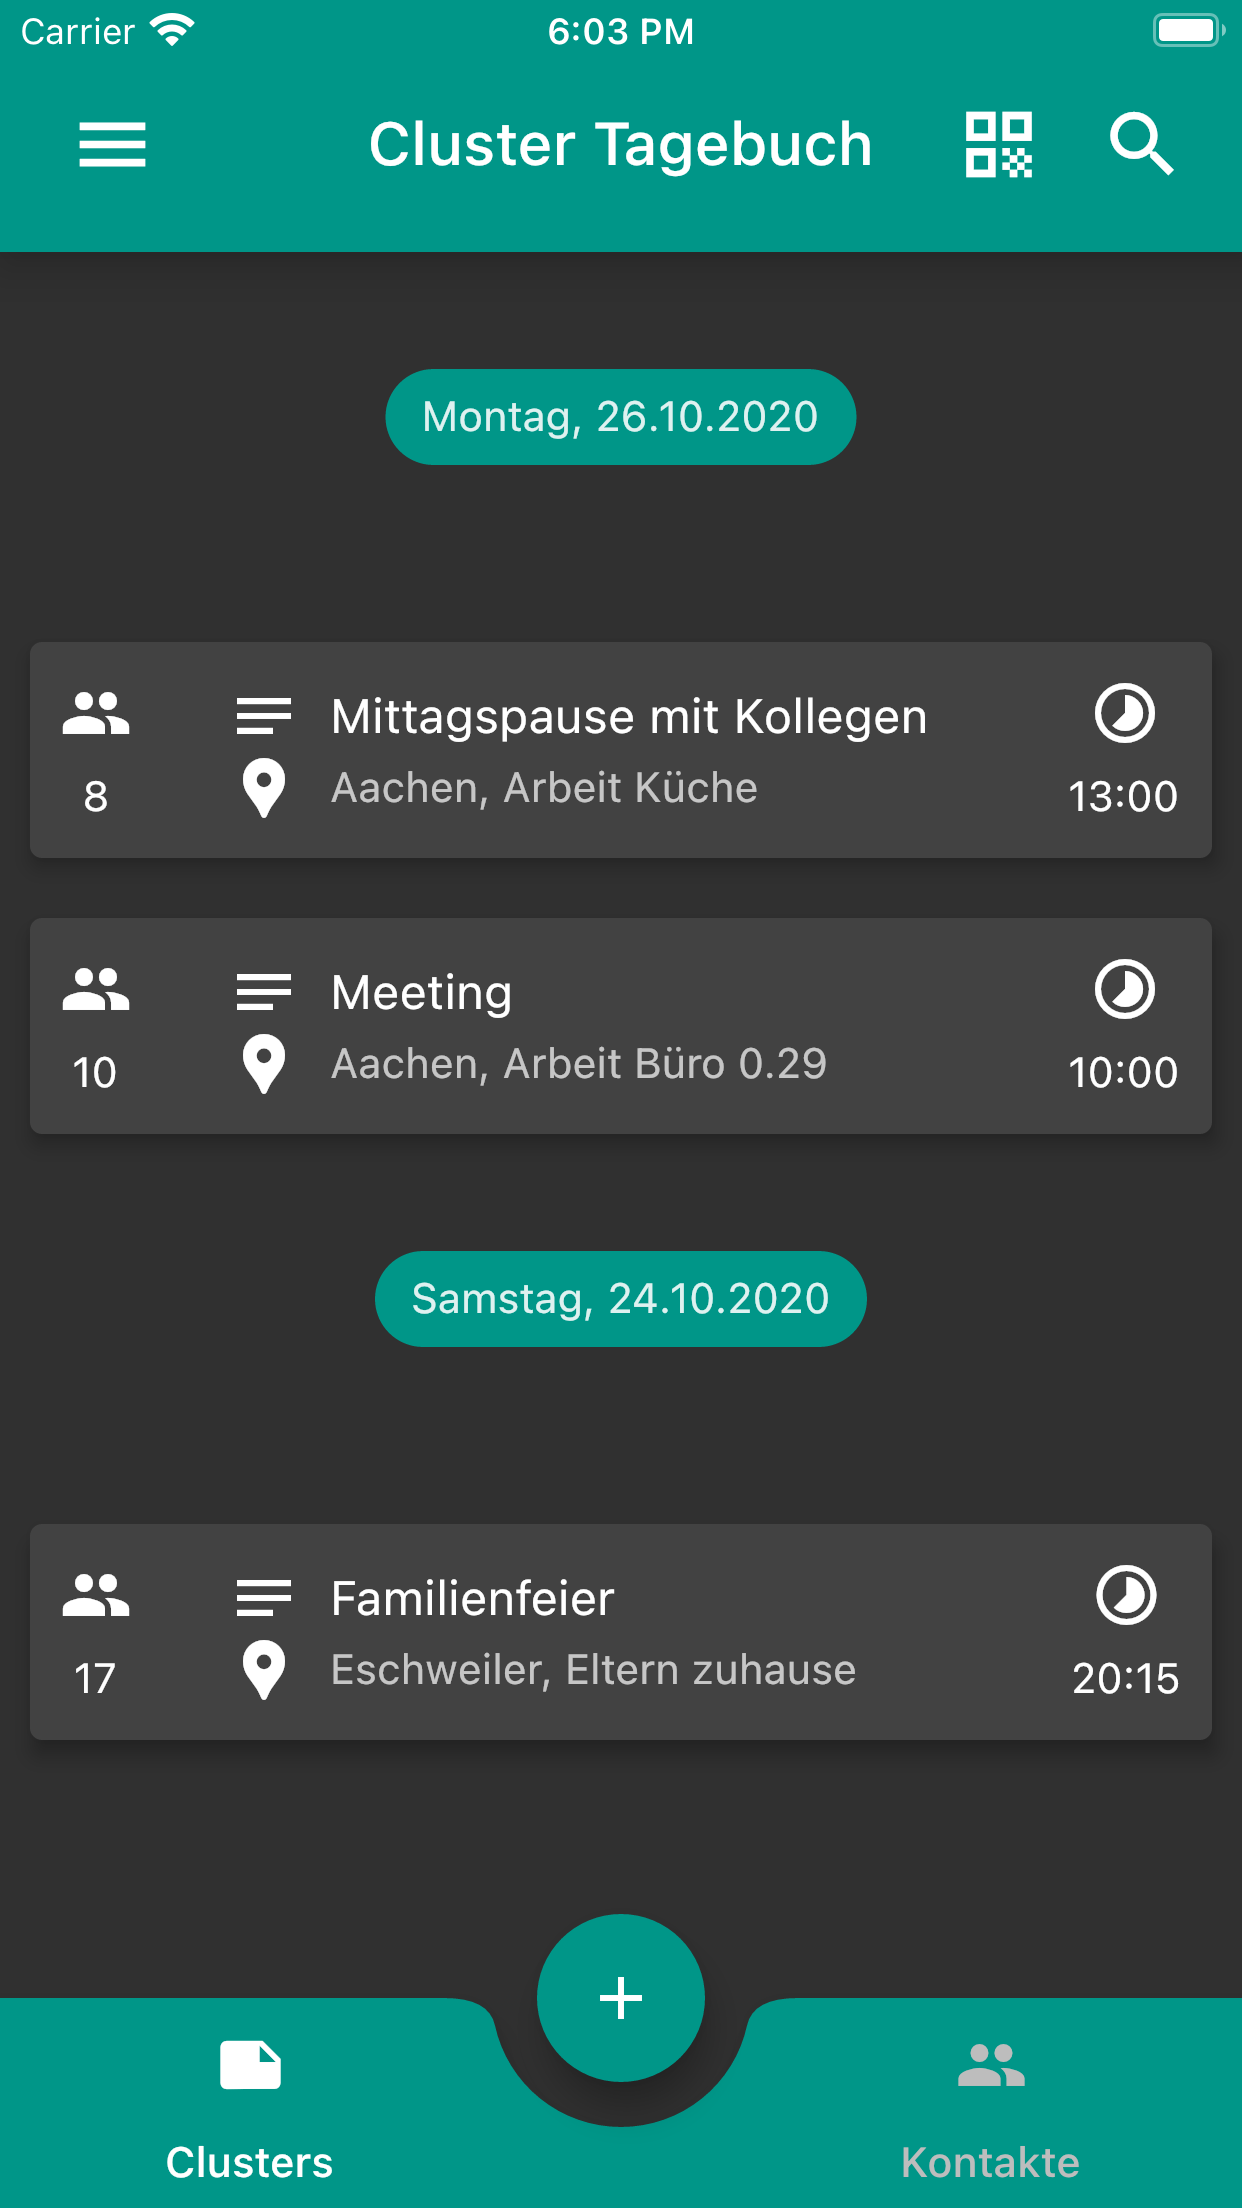 Carrier 6:03 PM
Cluster Tagebuch
Montag, 26.10.2020
Mittagspause mit Kollegen
Aachen, Arbeit Küche
8
13:00
Meeting
Aachen, Arbeit Büro 0.29
10
10:00
Samstag, 24.10.2020
Familienfeier
Eschweiler, Eltern zuhause
17
20:15
Clusters
Kontakte